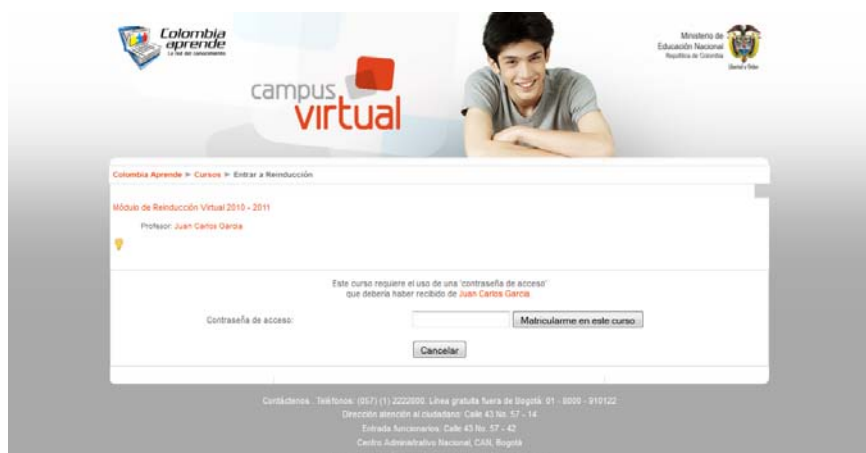 Colombia
aprende
La red del conocimiento
Ministerio de
Educación Nacional
República de Colombia
Libertad y Orden
campus
virtual
Colombia Aprende ► Cursos ► Entrar a Reinducción
Módulo de Reinducción Virtual 2010 - 2011
Profesor: Juan Carlos Garcia
Este curso requiere el uso de una 'contraseña de acceso'
que debería haber recibido de Juan Carlos Garcia
Contraseña de acceso:
Matricularme en este curso
Cancelar
Contáctenos . Teléfonos: (057) (1) 2222800. Línea gratuita fuera de Bogotá: 01 - 8000 - 910122
Dirección atención al ciudadano: Calle 43 No. 57 - 14
Entrada funcionarios: Calle 43 No. 57 - 42
Centro Administrativo Nacional, CAN, Bogotá